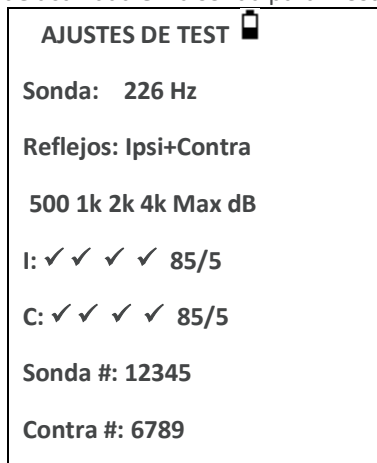 AJUSTES DE TEST
Sonda: 226 Hz
Reflejos: Ipsi+Contra
500 1k 2k 4k Max dB
I: ✓ ✓ ✓ ✓ 85/5
C: ✓ ✓ ✓ ✓ 85/5
Sonda #: 12345
Contra #: 6789